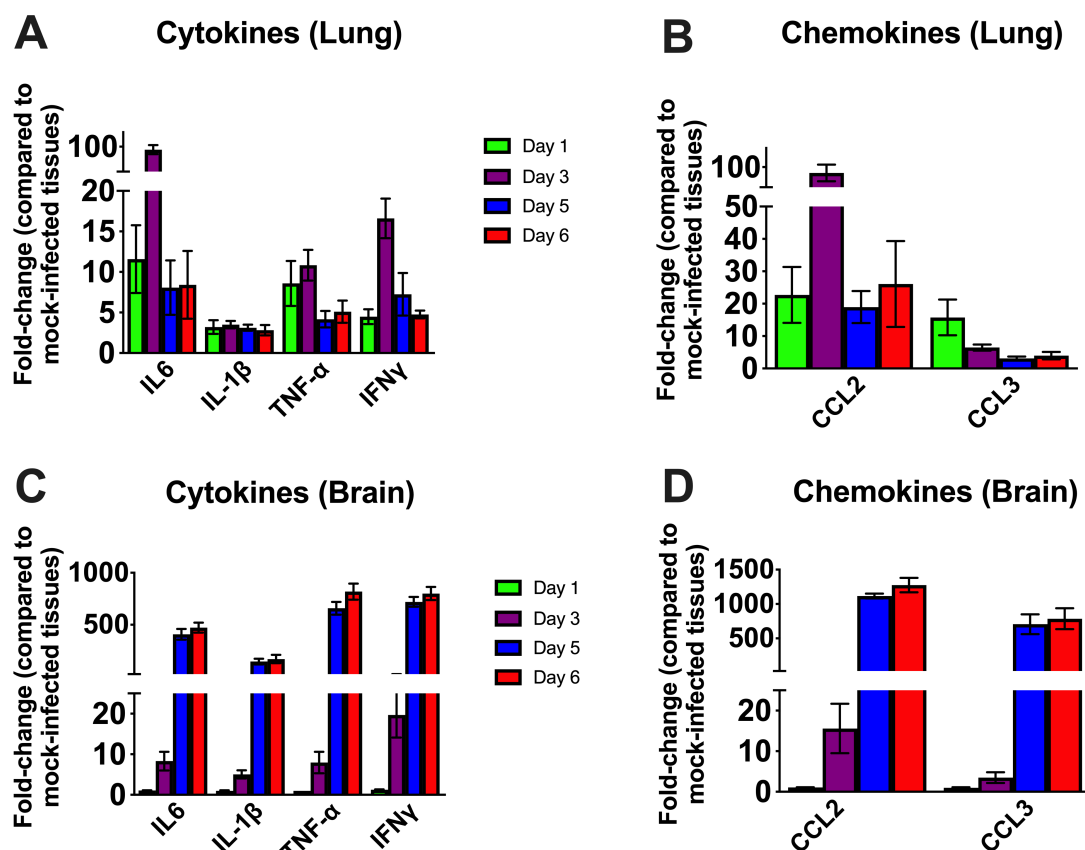 A
Cytokines (Lung)
Fold-change (compared to
mock-infected tissues)
100
20
15
10
5
0
IL6
IL-1β
TNF-α
IFNγ
Day 1
Day 3
Day 5
Day 6
B
Chemokines (Lung)
Fold-change (compared to
mock-infected tissues)
100
50
40
30
20
10
0
CCL2
CCL3
C
Cytokines (Brain)
Fold-change (compared to
mock-infected tissues)
1000
500
20
10
0
IL6
IL-1β
TNF-α
IFNγ
Day 1
Day 3
Day 5
Day 6
D
Chemokines (Brain)
Fold-change (compared to
mock-infected tissues)
1500
1000
500
20
10
0
CCL2
CCL3